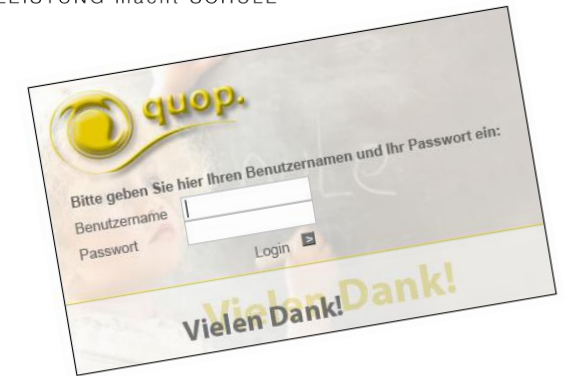 LEISTUNG macht SCHULE
quop.
Bitte geben Sie hier Ihren Benutzernamen und Ihr Passwort ein:
Benutzername
Passwort
Login
Vielen Dank!
Vielen Dank!